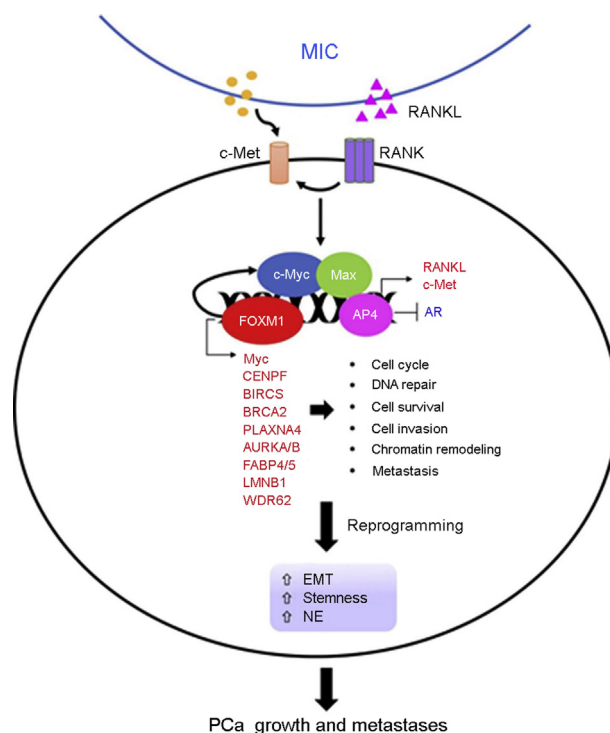 MIC
RANKL
c-Met
RANK
c-Myc
Max
RANKL
c-Met
FOXM1
AP4
AR
Myc
CENPF
BIRCS
BRCA2
PLAXNA4
AURKA/B
FABP4/5
LMNB1
WDR62
• Cell cycle
• DNA repair
• Cell survival
• Cell invasion
• Chromatin remodeling
• Metastasis
Reprogramming
⇧ EMT
⇧ Stemness
⇧ NE
PCa growth and metastases